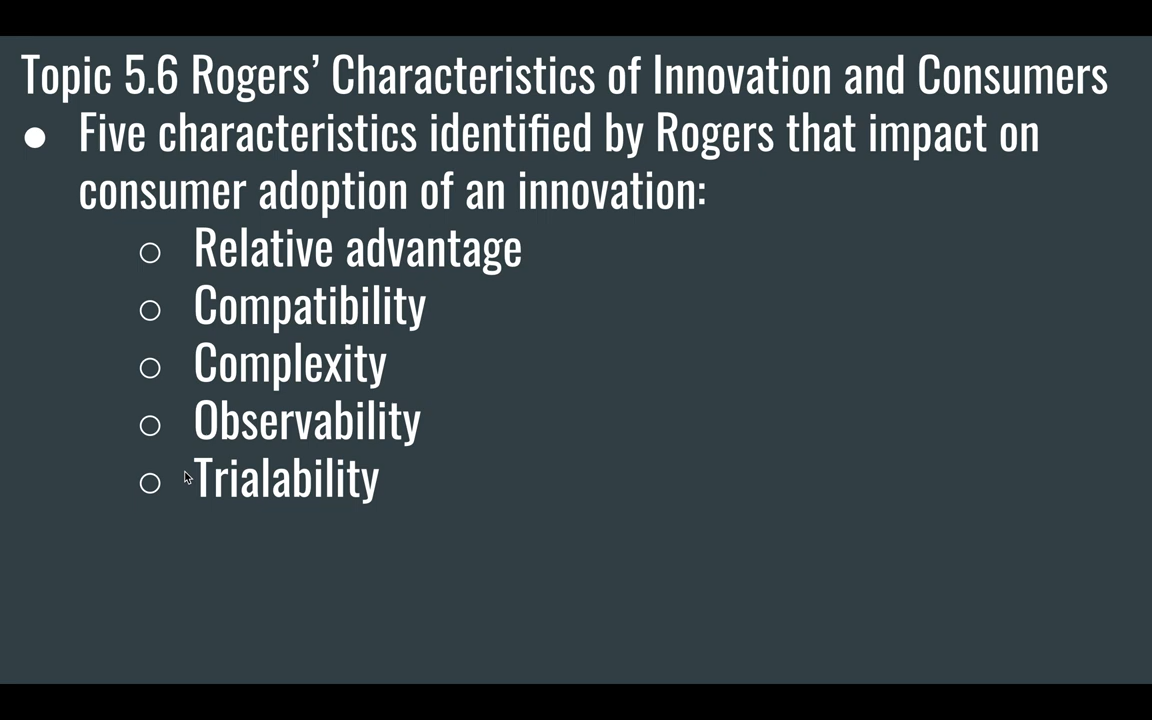 Topic 5.6 Rogers’ Characteristics of Innovation and Consumers
● Five characteristics identified by Rogers that impact on
consumer adoption of an innovation:
○ Relative advantage
○ Compatibility
○ Complexity
○ Observability
○ Trialability